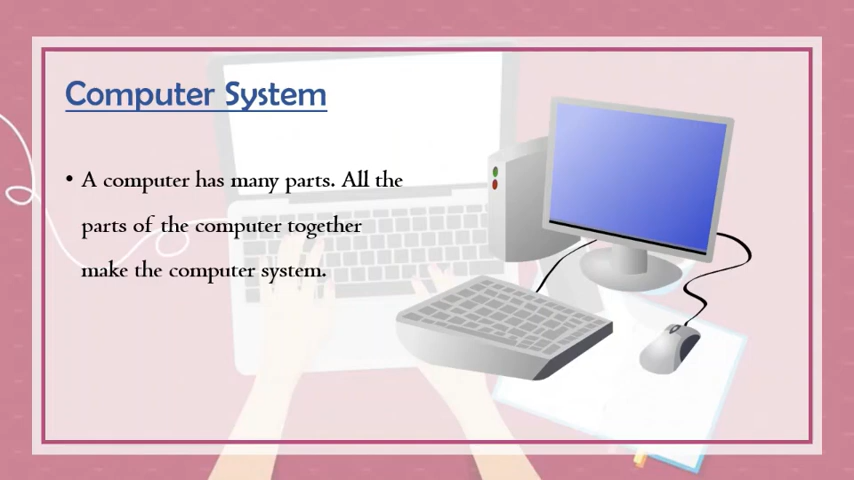 Computer System
• A computer has many parts. All the
parts of the computer together
make the computer system.